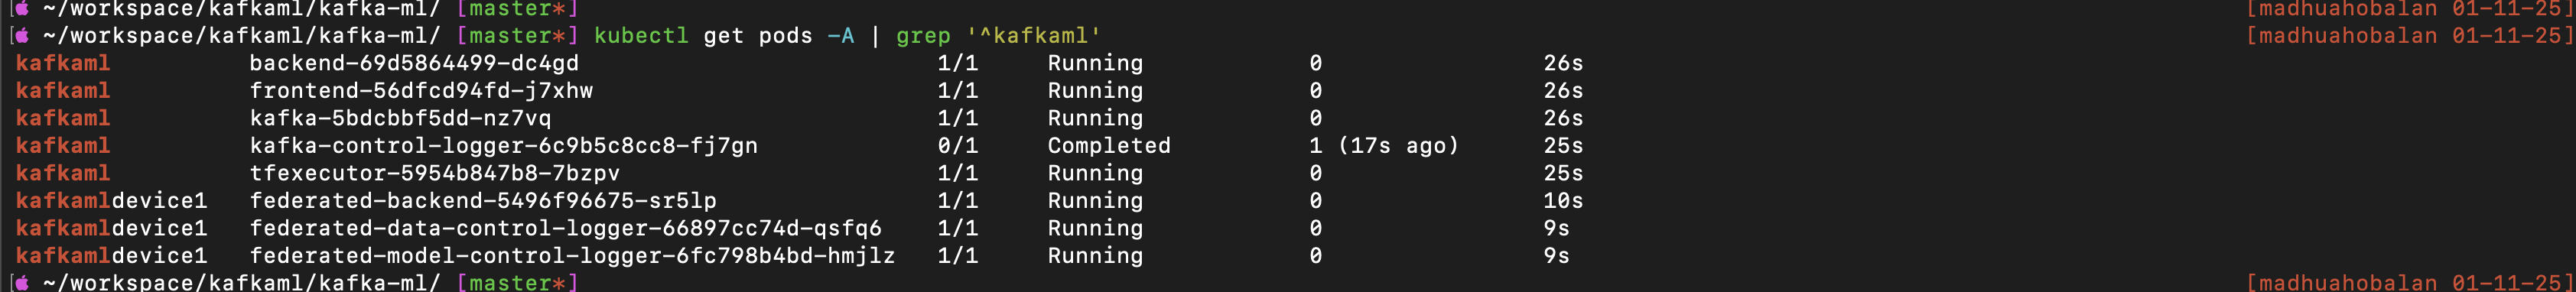 ~/workspace/kafkaml/kafka-ml/ [master*] [madhuahobalan 01-11-25]
[ ~/workspace/kafkaml/kafka-ml/ [master*] kubectl get pods -A | grep '^kafkaml' [madhuahobalan 01-11-25]
kafkaml backend-69d5864499-dc4gd 1/1 Running 0 26s
kafkaml frontend-56dfcd94fd-j7xhw 1/1 Running 0 26s
kafkaml kafka-5bdcbbf5dd-nz7vq 1/1 Running 0 26s
kafkaml kafka-control-logger-6c9b5c8cc8-fj7gn 0/1 Completed 1 (17s ago) 25s
kafkaml tfexecutor-5954b847b8-7bzpv 1/1 Running 0 25s
kafkamldevice1 federated-backend-5496f96675-sr5lp 1/1 Running 0 10s
kafkamldevice1 federated-data-control-logger-66897cc74d-qsfq6 1/1 Running 0 9s
kafkamldevice1 federated-model-control-logger-6fc798b4bd-hmjlz 1/1 Running 0 9s
[ ~/workspace/kafkaml/kafka-ml/ [master*] [madhuahobalan 01-11-25]